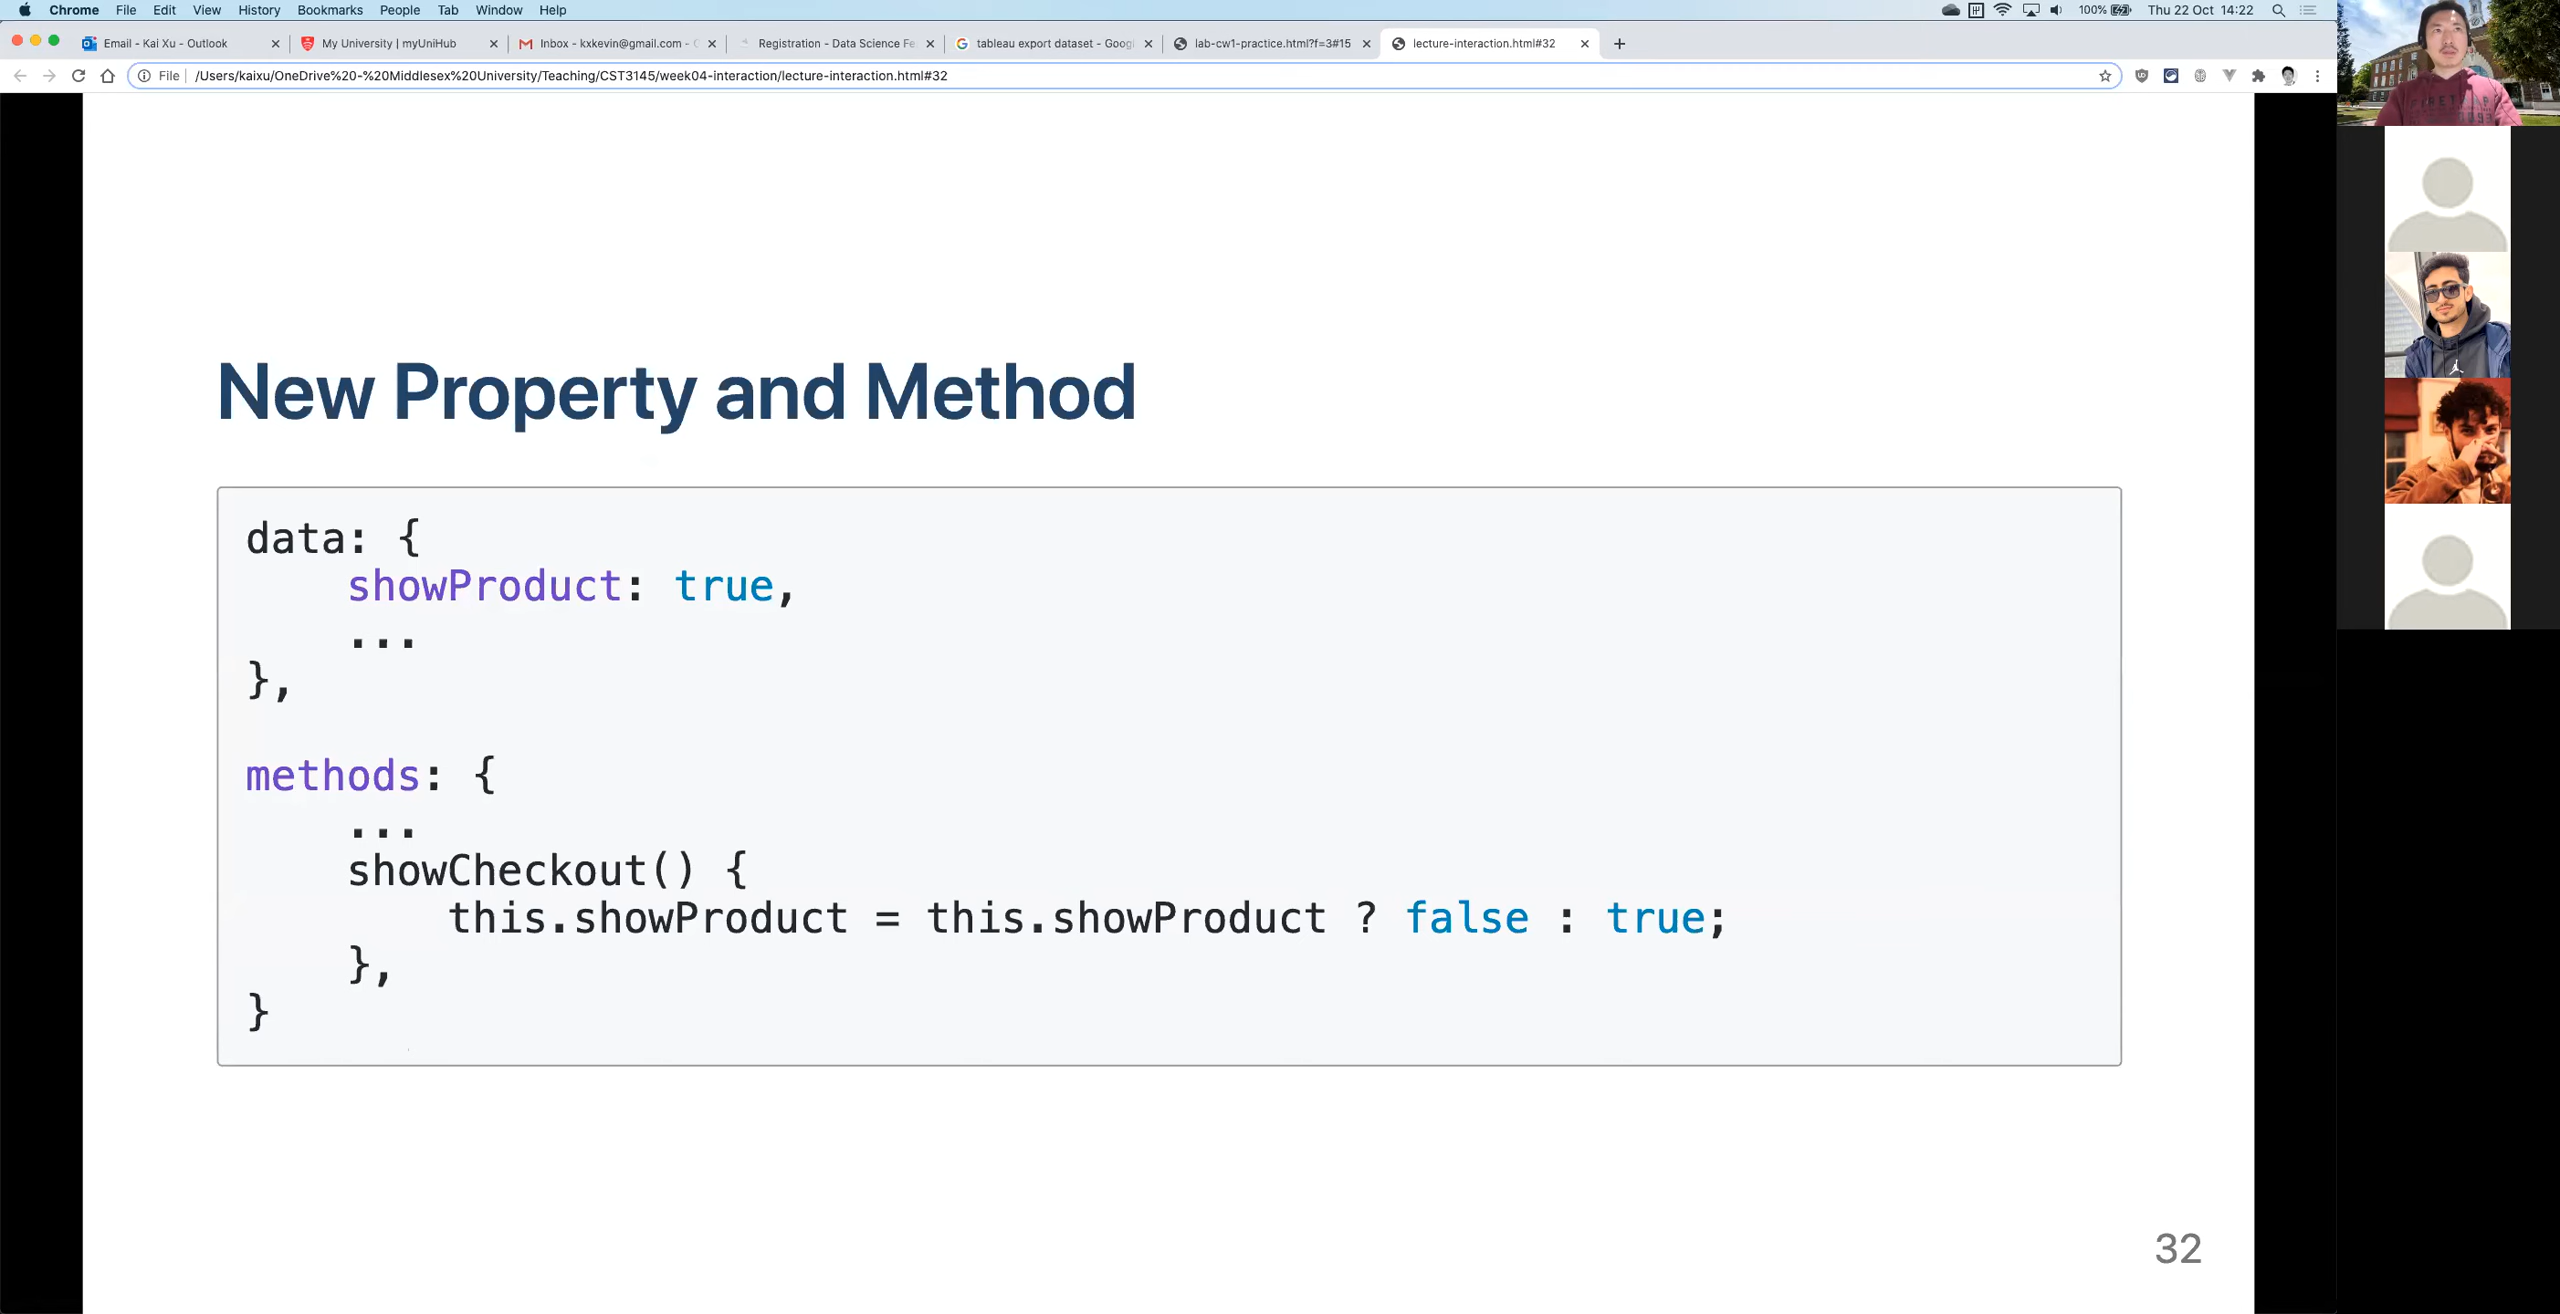 Chrome File Edit View History Bookmarks People Tab Window Help 100% Thu 22 Oct 14:22
Email - Kai Xu - Outlook My University | myUniHub Inbox - kxkevin@gmail.com - Registration - Data Science Fe tableau export dataset - Goog lab-cw1-practice.html?f=3#15 lecture-interaction.html#32
File /Users/kaixu/OneDrive%20-%20Middlesex%20University/Teaching/CST3145/week04-interaction/lecture-interaction.html#32
New Property and Method
data: {
showProduct: true,
...
},
methods: {
...
showCheckout() {
this.showProduct = this.showProduct ? false : true;
},
}
32